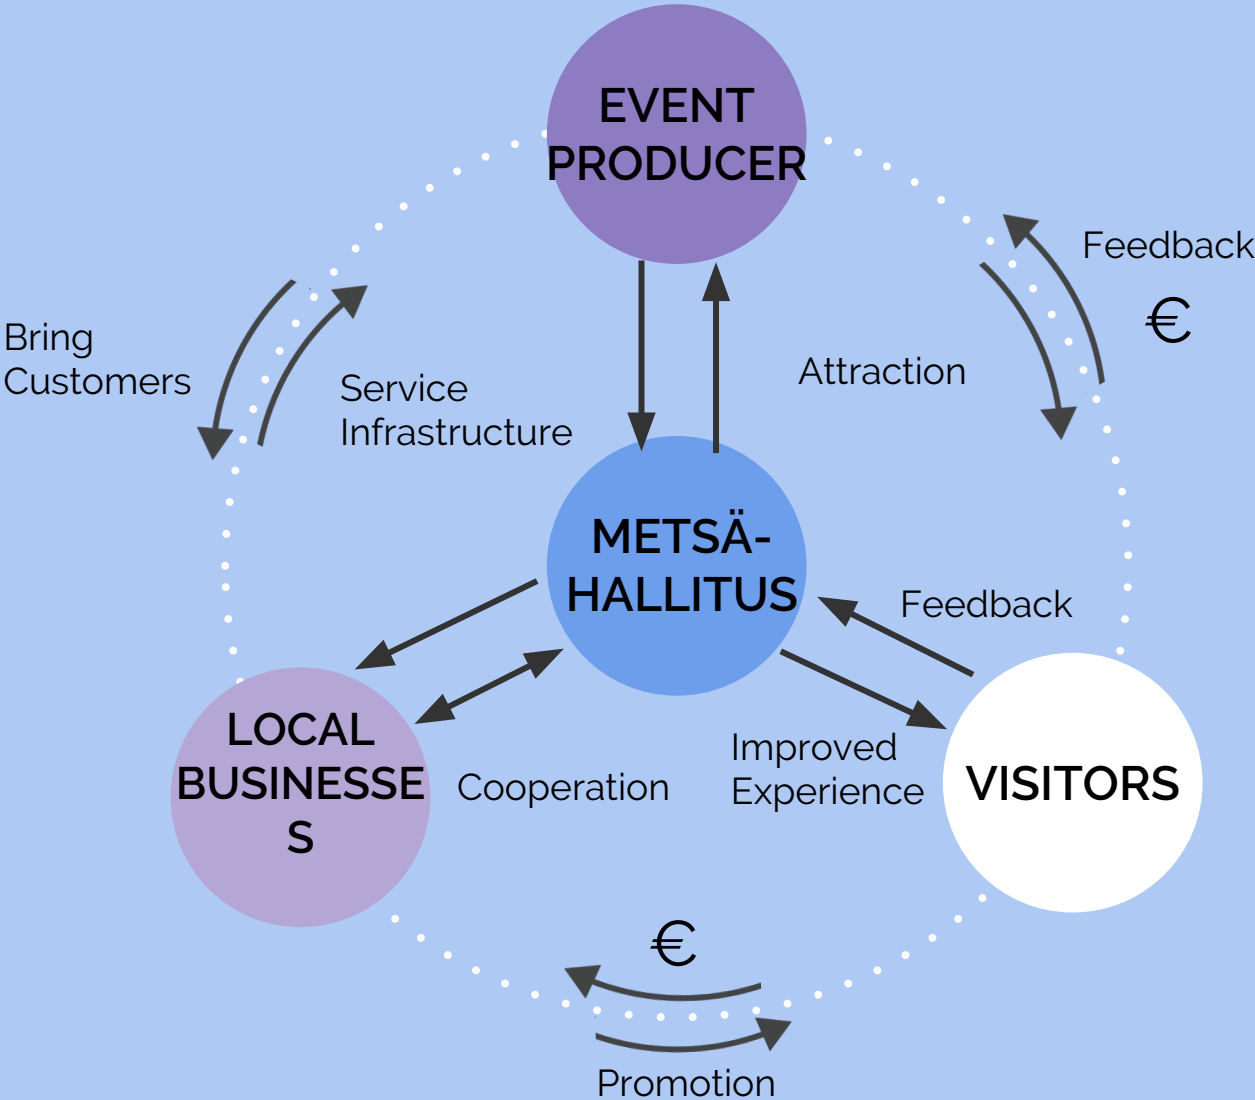 EVENT
PRODUCER
Feedback
€
Bring
Customers
Service
Infrastructure
Attraction
METSÄ-
HALLITUS
Feedback
LOCAL
BUSINESSE
S
Cooperation
Improved
Experience
VISITORS
€
Promotion